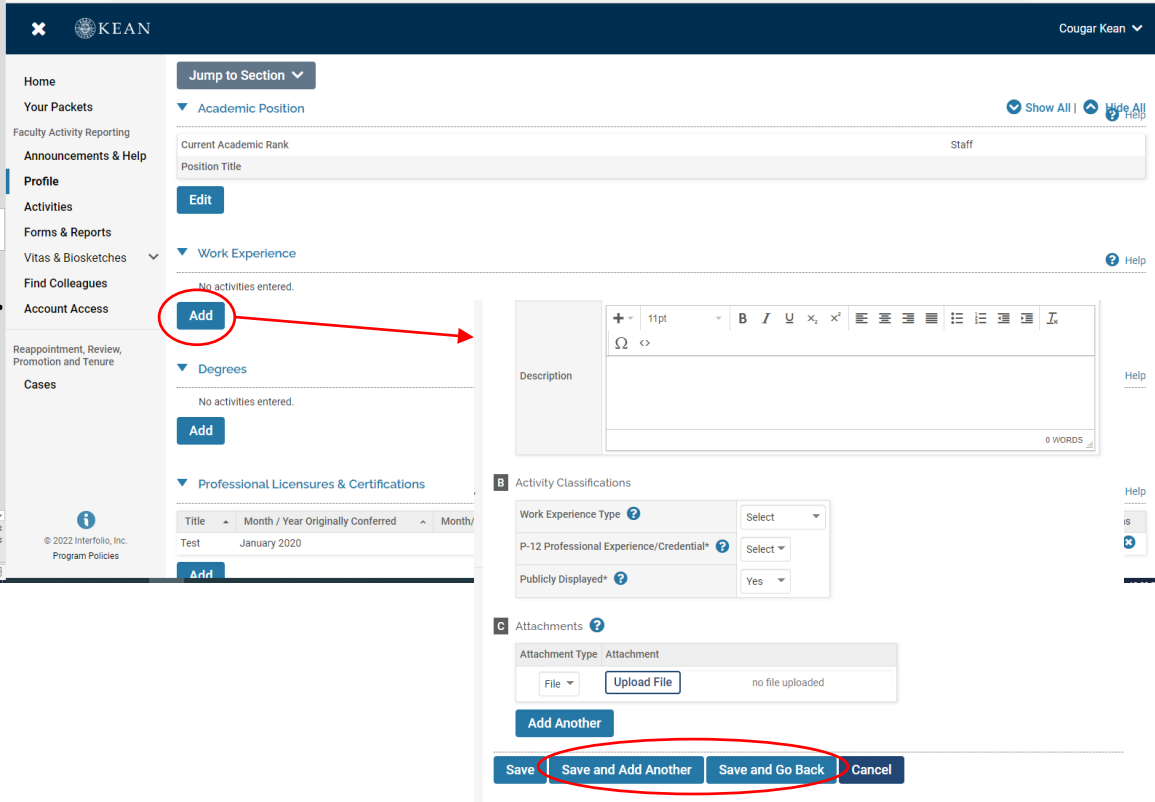 KEAN
Cougar Kean
Home
Your Packets
Faculty Activity Reporting
Announcements & Help
Profile
Activities
Forms & Reports
Vitas & Biosketches
Find Colleagues
Account Access
Reappointment, Review,
Promotion and Tenure
Cases
© 2022 Interfolio, Inc.
Program Policies
Jump to Section
Academic Position
Show All | Hide All
Help
Current Academic Rank Staff
Position Title
Edit
Work Experience
Help
No activities entered.
Add
Degrees
Help
No activities entered.
Add
Professional Licensures & Certifications
Help
Title Month / Year Originally Conferred Month/
Test January 2020
Add
11pt B I U x₂ x²
Ω <>
Description
0 WORDS
B Activity Classifications
Work Experience Type ? Select
P-12 Professional Experience/Credential* ? Select
Publicly Displayed* ? Yes
C Attachments ?
Attachment Type Attachment
File Upload File no file uploaded
Add Another
Save Save and Add Another Save and Go Back Cancel